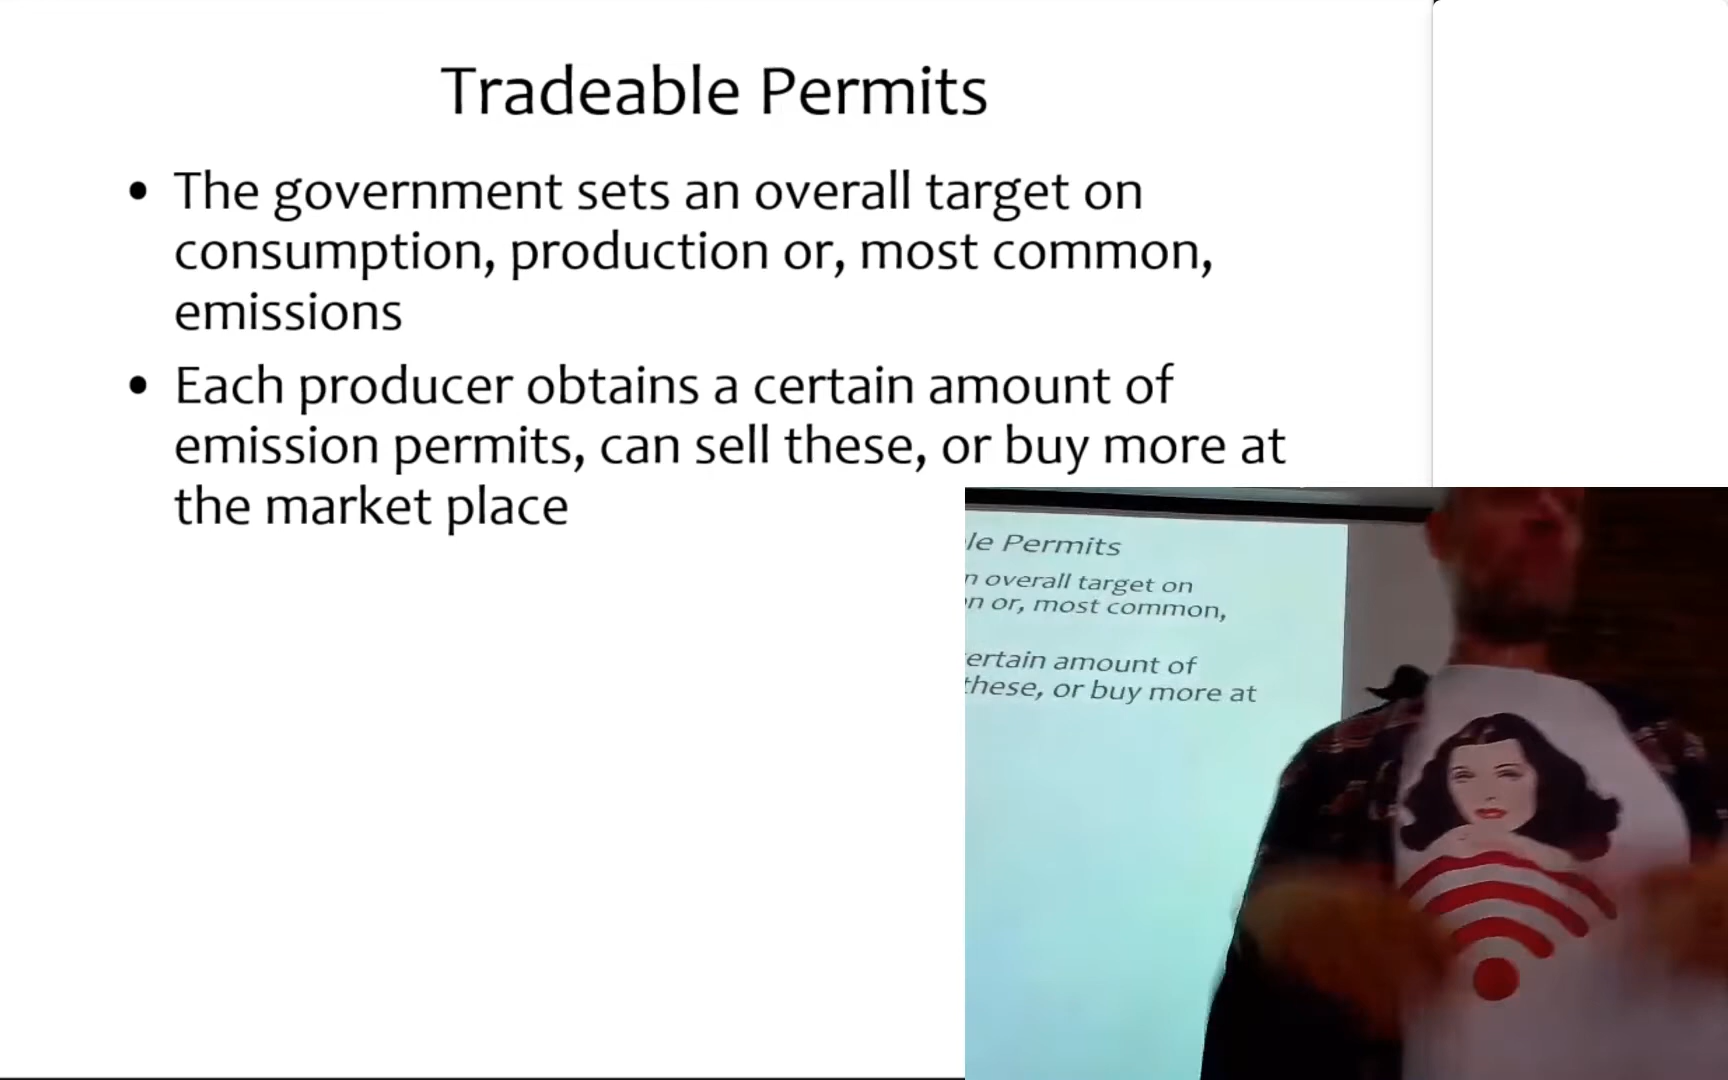 Tradeable Permits
• The government sets an overall target on
consumption, production or, most common,
emissions
• Each producer obtains a certain amount of
emission permits, can sell these, or buy more at
the market place
le Permits
n overall target on
n or, most common,
ertain amount of
these, or buy more at